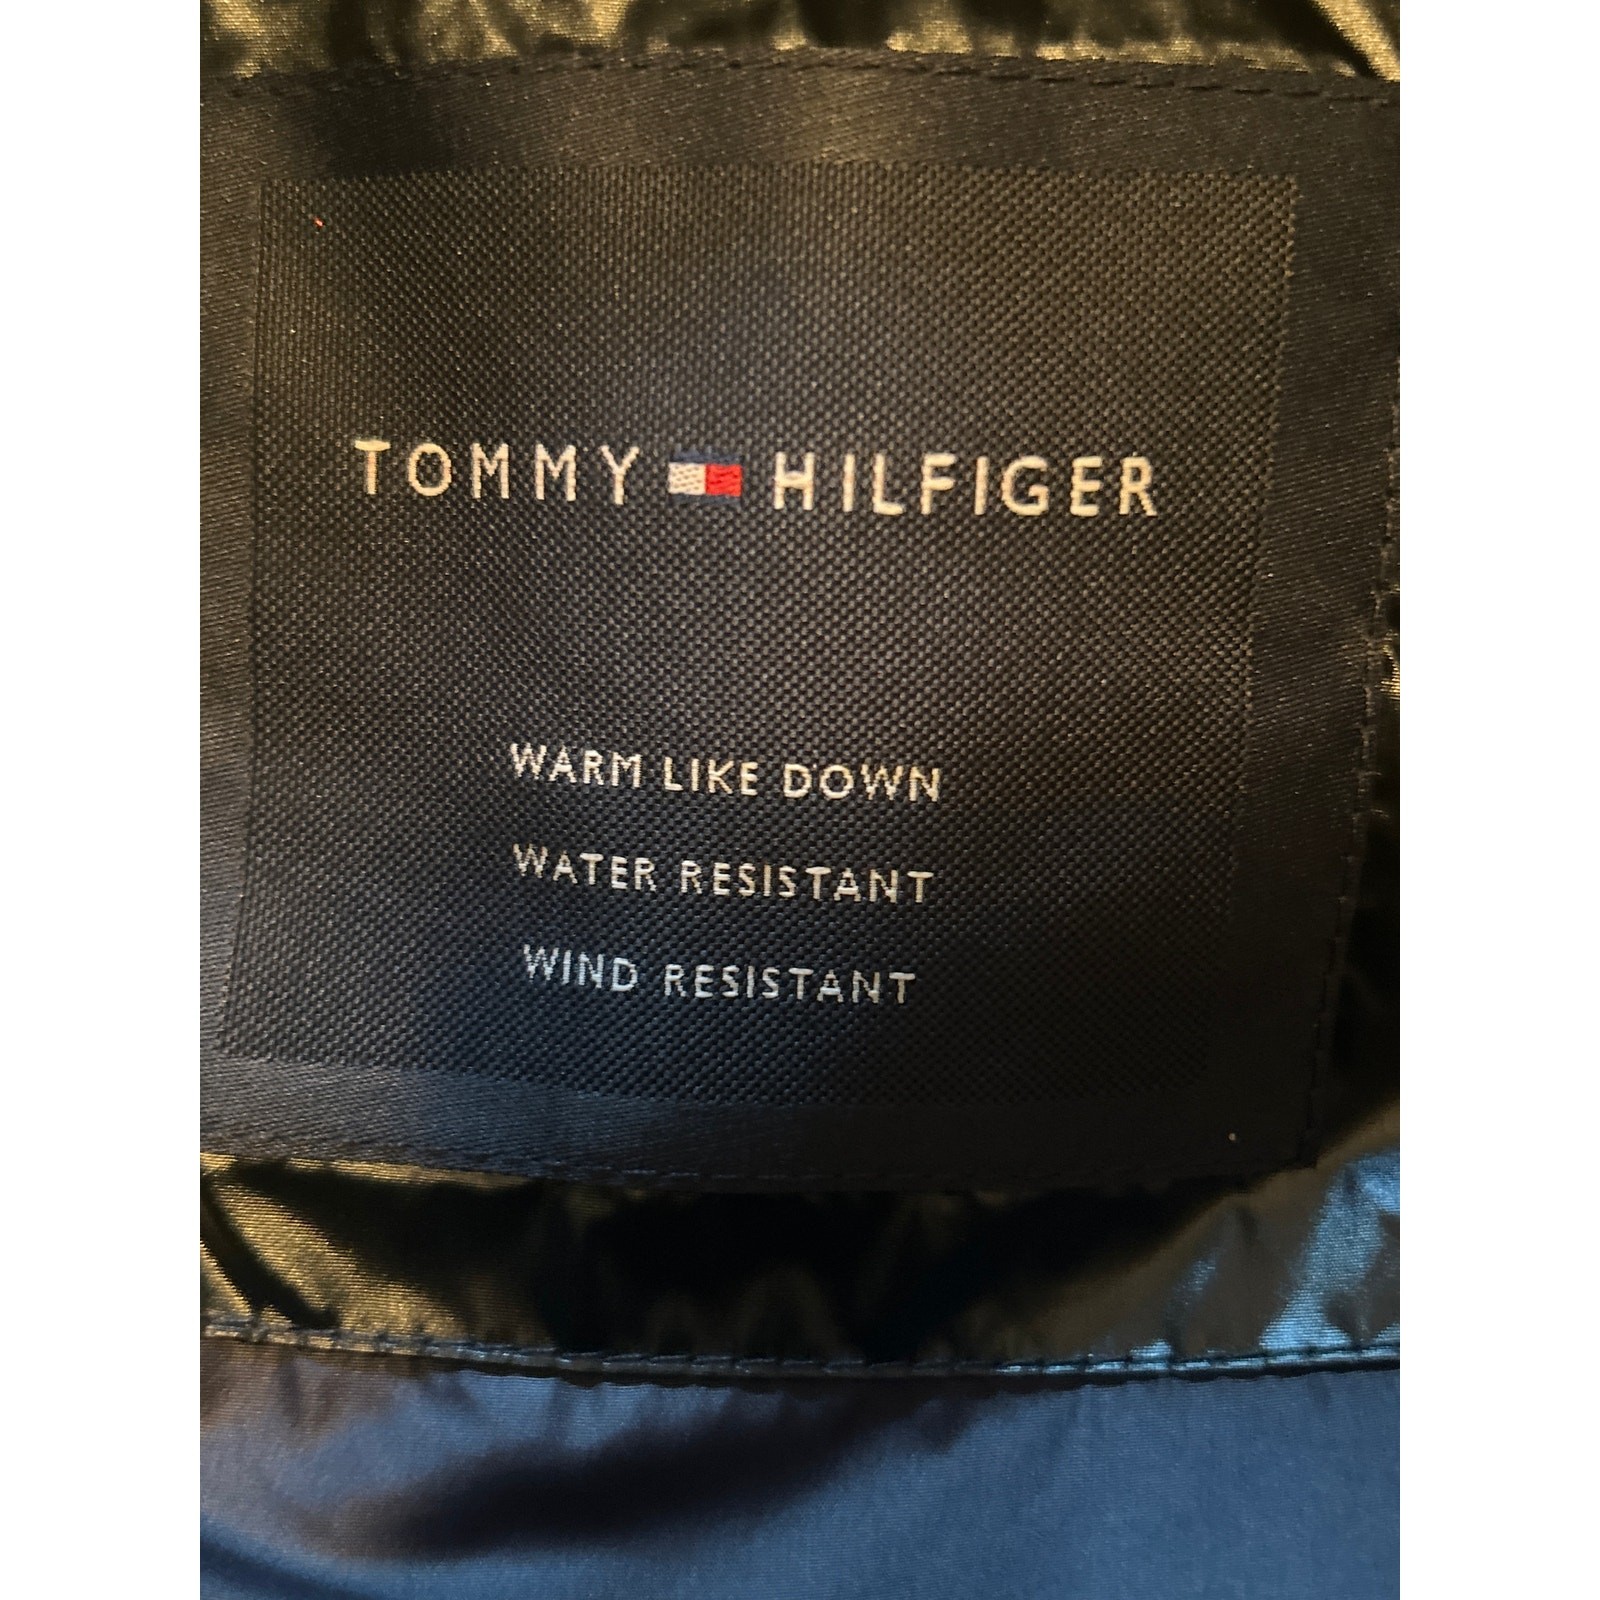 TOMMY HILFIGER
WARM LIKE DOWN
WATER RESISTANT
WIND RESISTANT